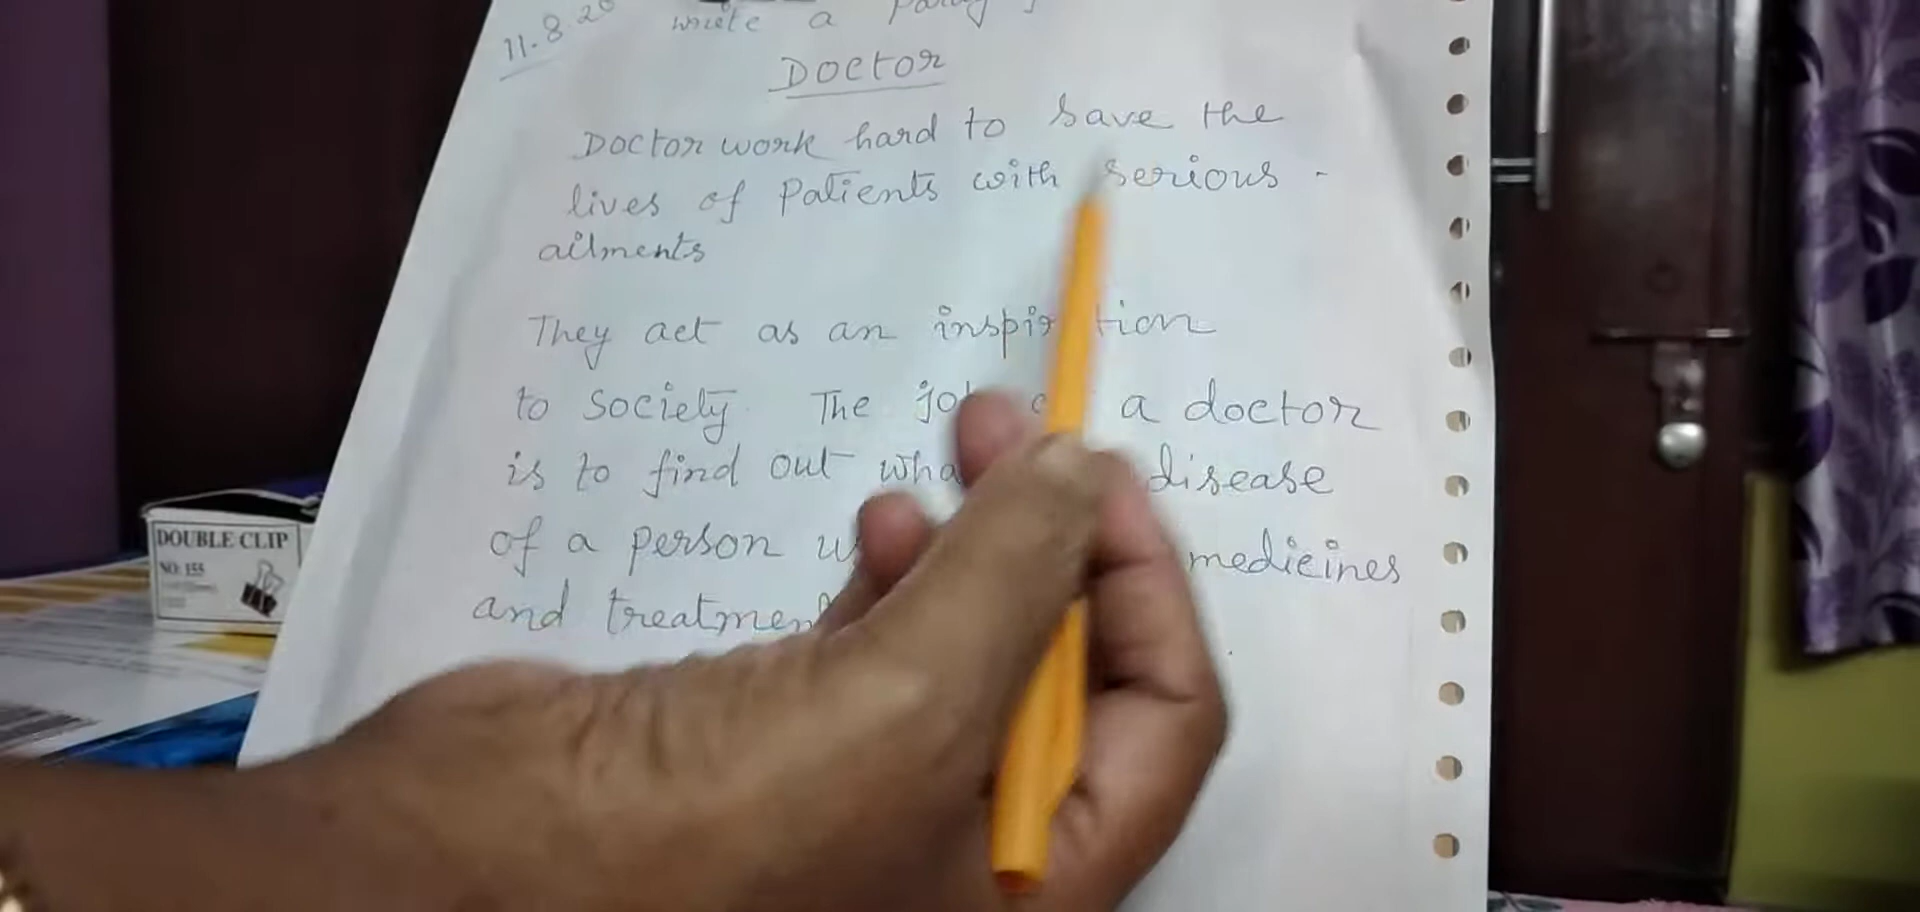 11.8.20
write a
DOCTOR
Doctor work hard to save the
lives of patients with serious -
ailments
They act as an inspi tion
to society. The a doctor
is to find out disease
of a person medicines
and
DOUBLE CLIP
NO. 155